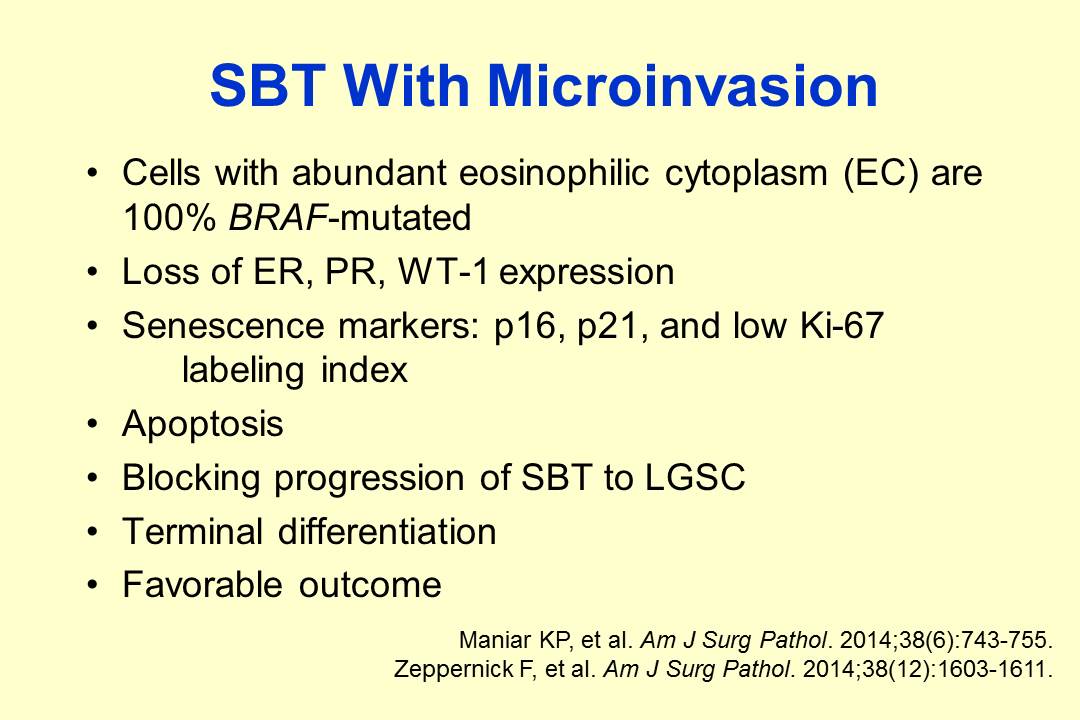 SBT With Microinvasion
• Cells with abundant eosinophilic cytoplasm (EC) are
100% BRAF-mutated
• Loss of ER, PR, WT-1 expression
• Senescence markers: p16, p21, and low Ki-67
labeling index
• Apoptosis
• Blocking progression of SBT to LGSC
• Terminal differentiation
• Favorable outcome
Maniar KP, et al. Am J Surg Pathol. 2014;38(6):743-755.
Zeppernick F, et al. Am J Surg Pathol. 2014;38(12):1603-1611.